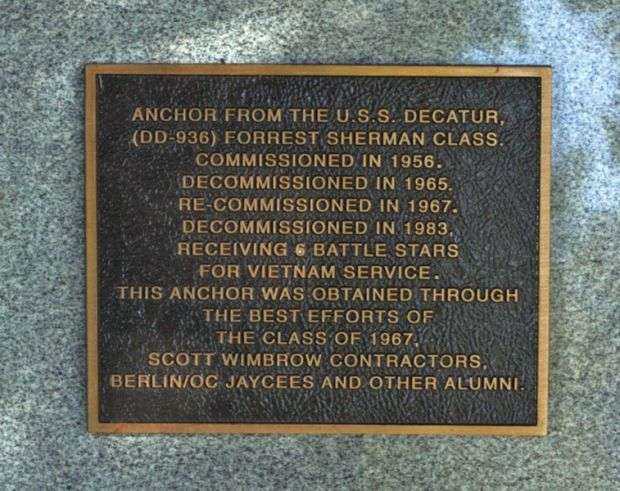 ANCHOR FROM THE U.S.S. DECATUR,
(DD-936) FORREST SHERMAN CLASS.
COMMISSIONED IN 1956.
DECOMMISSIONED IN 1965.
RE-COMMISSIONED IN 1967.
DECOMMISSIONED IN 1983,
RECEIVING 6 BATTLE STARS
FOR VIETNAM SERVICE.
THIS ANCHOR WAS OBTAINED THROUGH
THE BEST EFFORTS OF
THE CLASS OF 1967,
SCOTT WIMBROW CONTRACTORS,
BERLIN/OC JAYCEES AND OTHER ALUMNI.